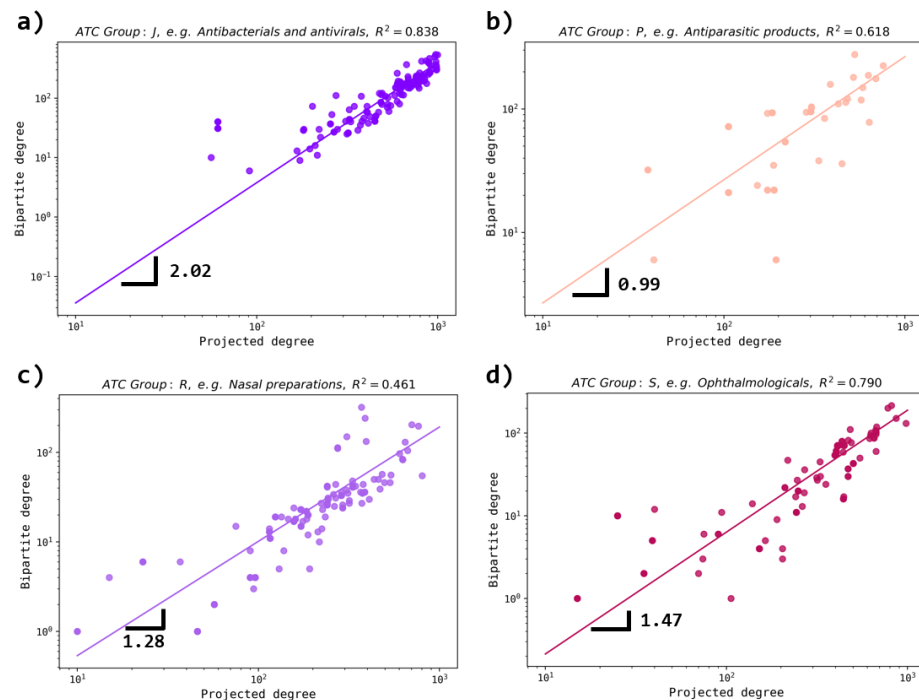 a)
ATC Group: J, e.g. Antibacterials and antivirals, R² = 0.838
Bipartite degree
10²
10¹
10⁰
10⁻¹
2.02
10¹ 10² 10³
Projected degree
b)
ATC Group: P, e.g. Antiparasitic products, R² = 0.618
Bipartite degree
10²
10¹
0.99
10¹ 10² 10³
Projected degree
c)
ATC Group: R, e.g. Nasal preparations, R² = 0.461
Bipartite degree
10²
10¹
10⁰
1.28
10¹ 10² 10³
Projected degree
d)
ATC Group: S, e.g. Ophthalmologicals, R² = 0.790
Bipartite degree
10²
10¹
10⁰
1.47
10¹ 10² 10³
Projected degree